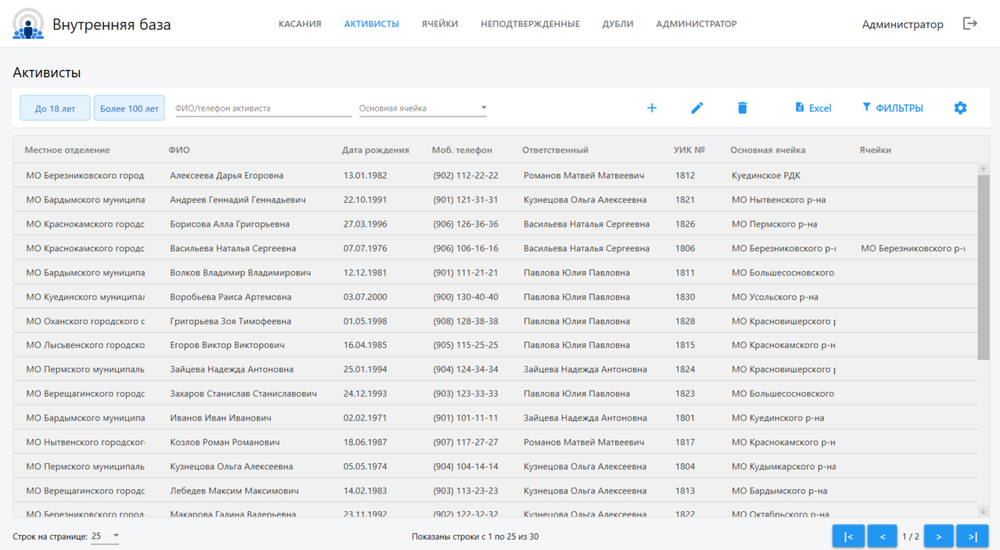 Внутренняя база КАСАНИЯ АКТИВИСТЫ ЯЧЕЙКИ НЕПОДТВЕРЖДЕННЫЕ ДУБЛИ АДМИНИСТРАТОР Администратор
Активисты
До 18 лет Более 100 лет ФИО/телефон активиста Основная ячейка Excel ФИЛЬТРЫ
Местное отделение ФИО Дата рождения Моб. телефон Ответственный УИК № Основная ячейка Ячейки
МО Березниковского город Алексеева Дарья Егоровна 13.01.1982 (902) 112-22-22 Романов Матвей Матвеевич 1812 Куединское РДК
МО Бардымского муниципа Андреев Геннадий Геннадьевич 22.10.1991 (901) 121-31-31 Кузнецова Ольга Алексеевна 1821 МО Нытвенского р-на
МО Краснокамского городс Борисова Алла Григорьевна 27.03.1996 (906) 126-36-36 Васильева Наталья Сергеевна 1826 МО Пермского р-на
МО Краснокамского городс Васильева Наталья Сергеевна 07.07.1976 (906) 106-16-16 Васильева Наталья Сергеевна 1806 МО Березниковского р-н МО Березниковского р-н
МО Бардымского муниципа Волков Владимир Владимирович 12.12.1981 (901) 111-21-21 Павлова Юлия Павловна 1811 МО Большесосновского
МО Куединского муниципал Воробьева Раиса Артемовна 03.07.2000 (900) 130-40-40 Павлова Юлия Павловна 1830 МО Усольского р-на
МО Оханского городского о Григорьева Зоя Тимофеевна 01.05.1998 (908) 128-38-38 Павлова Юлия Павловна 1828 МО Красновишерского р
МО Лысьвенского городско Егоров Виктор Викторович 16.04.1985 (905) 115-25-25 Павлова Юлия Павловна 1815 МО Краснокамского р-н
МО Пермского муниципаль Зайцева Надежда Антоновна 25.01.1994 (904) 124-34-34 Зайцева Надежда Антоновна 1824 МО Красновишерского р
МО Верещагинского городс Захаров Станислав Станиславович 24.12.1993 (903) 123-33-33 Павлова Юлия Павловна 1823 МО Большесосновского
МО Бардымского муниципа Иванов Иван Иванович 02.02.1971 (901) 101-11-11 Зайцева Надежда Антоновна 1801 МО Куединского р-на
МО Нытвенского городског Козлов Роман Романович 18.06.1987 (907) 117-27-27 Романов Матвей Матвеевич 1817 МО Краснокамского р-н
МО Пермского муниципаль Кузнецова Ольга Алексеевна 05.05.1974 (904) 104-14-14 Кузнецова Ольга Алексеевна 1804 МО Кудымкарского р-на
МО Верещагинского городс Лебедев Максим Максимович 14.02.1983 (903) 113-23-23 Кузнецова Ольга Алексеевна 1813 МО Бардымского р-на
МО Березниковского город Макарова Галина Валерьевна 23.11.1992 (902) 122-32-32 Кузнецова Ольга Алексеевна 1822 МО Октябрьского р-на
Строк на странице: 25 Показаны строки с 1 по 25 из 30 |< < 1 / 2 > >|